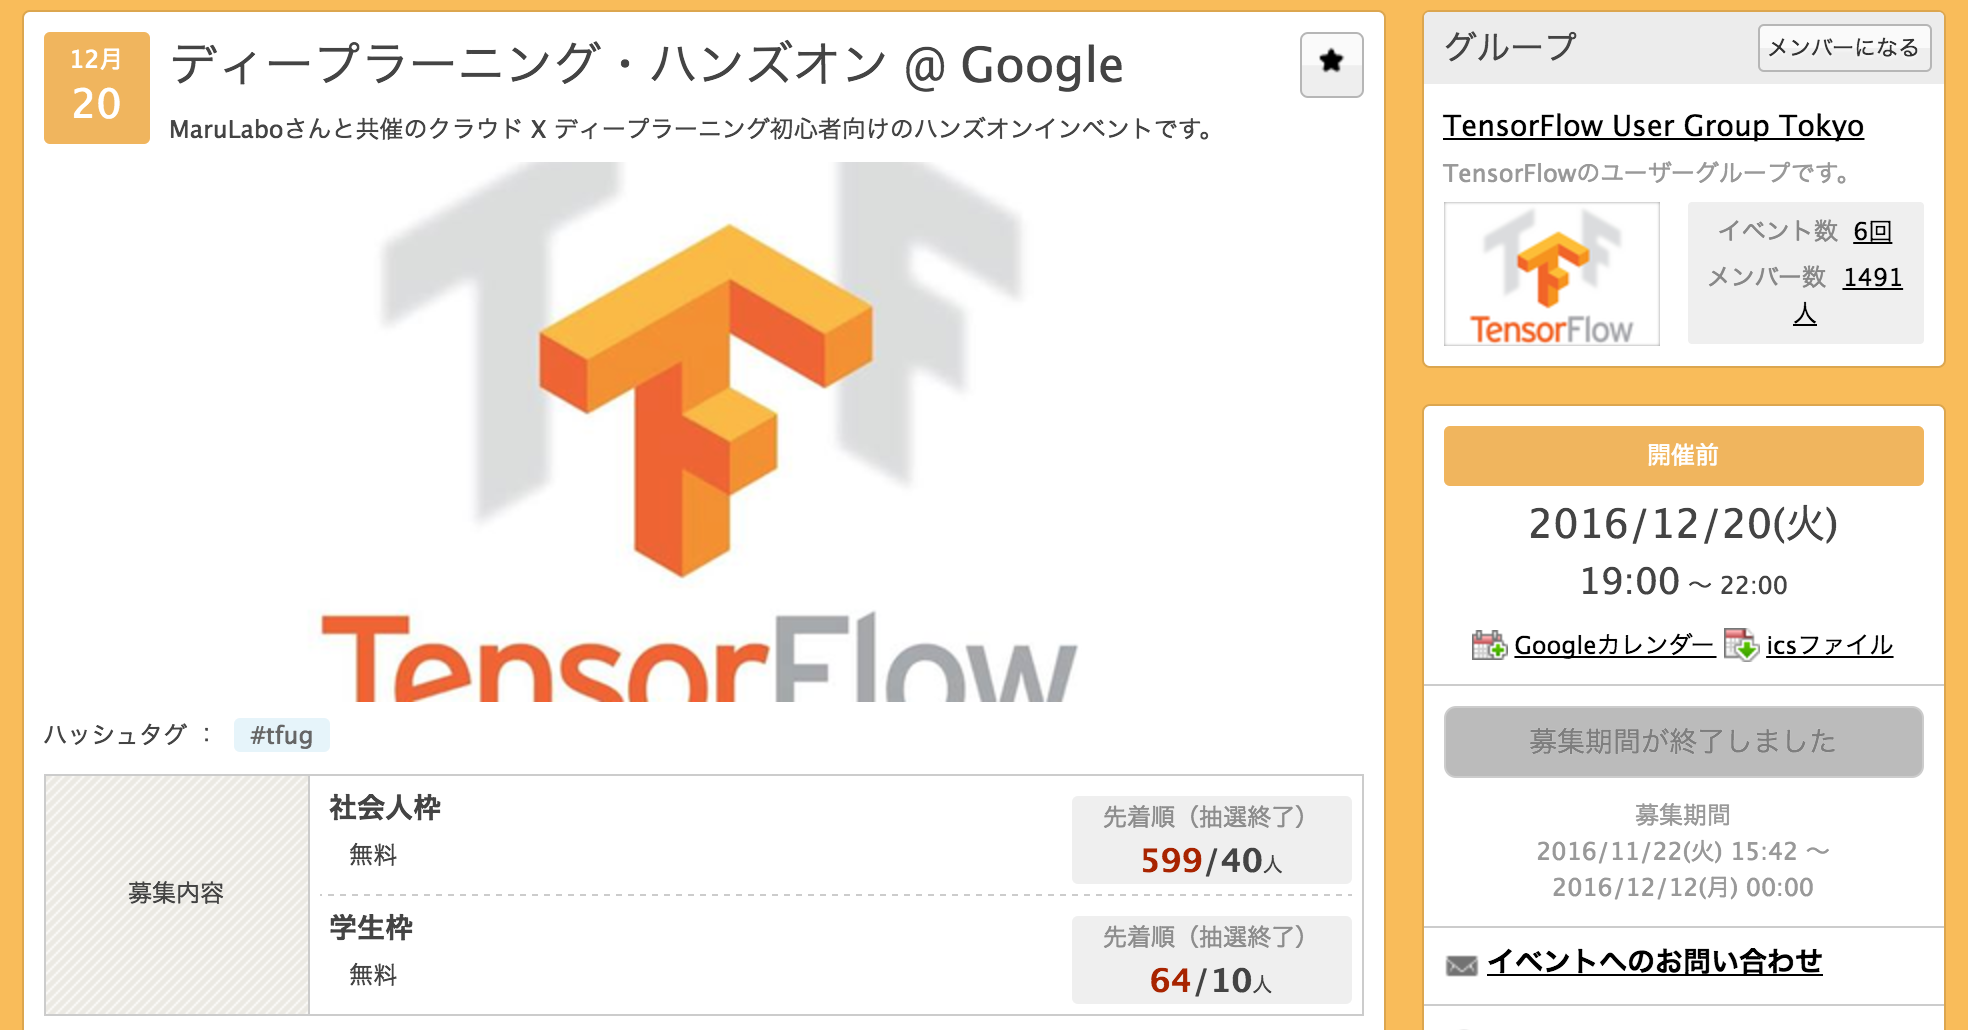 12月
20
ディープラーニング・ハンズオン @ Google
MaruLaboさんと共催のクラウド X ディープラーニング初心者向けのハンズオンインベントです。
TensorFlow
ハッシュタグ ： #tfug
募集内容
社会人枠
無料
先着順（抽選終了）
599/40人
学生枠
無料
先着順（抽選終了）
64/10人
グループ
メンバーになる
TensorFlow User Group Tokyo
TensorFlowのユーザーグループです。
TensorFlow
イベント数 6回
メンバー数 1491
人
開催前
2016/12/20(火)
19:00 ～ 22:00
Googleカレンダー icsファイル
募集期間が終了しました
募集期間
2016/11/22(火) 15:42 ～
2016/12/12(月) 00:00
イベントへのお問い合わせ